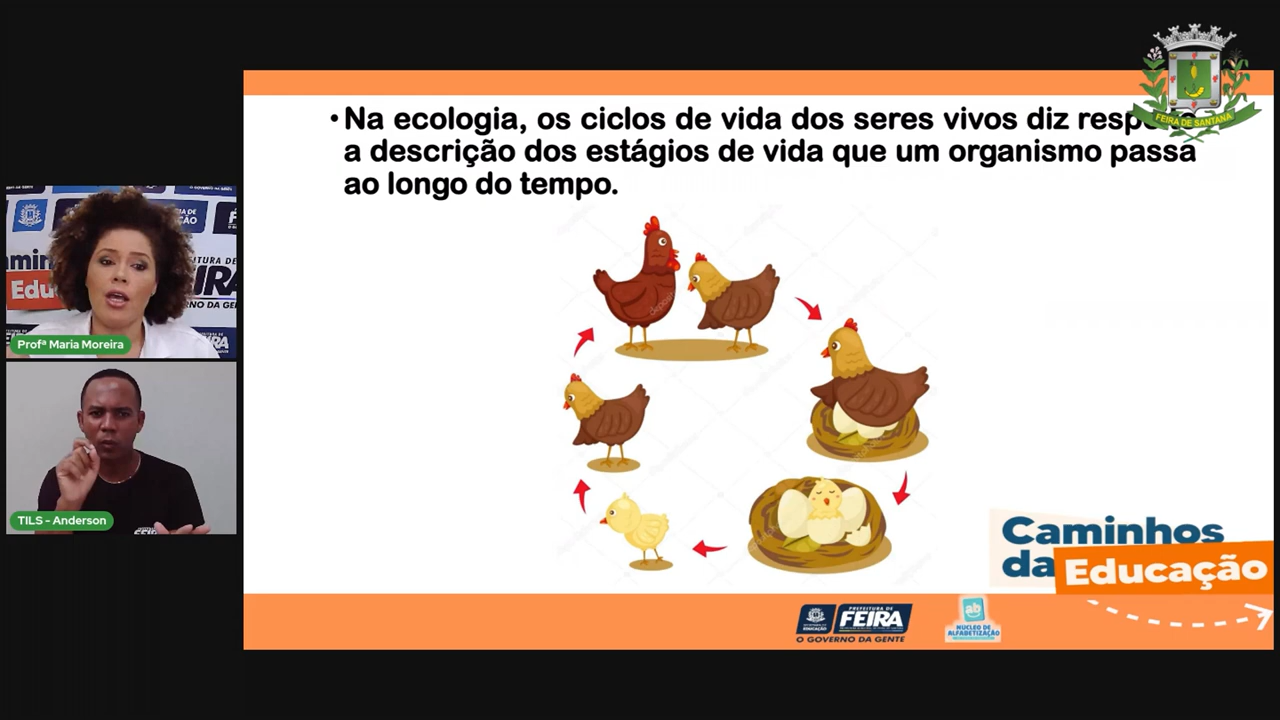 • Na ecologia, os ciclos de vida dos seres vivos diz
a descrição dos estágios de vida que um organismo passa
ao longo do tempo.
FEIRA DE SANTANA
Profª Maria Moreira
TILS - Anderson
Caminhos
da Educação
PREFEITURA DE
FEIRA
O GOVERNO DA GENTE
EDUCAÇÃO
ab
NÚCLEO DE
ALFABETIZAÇÃO